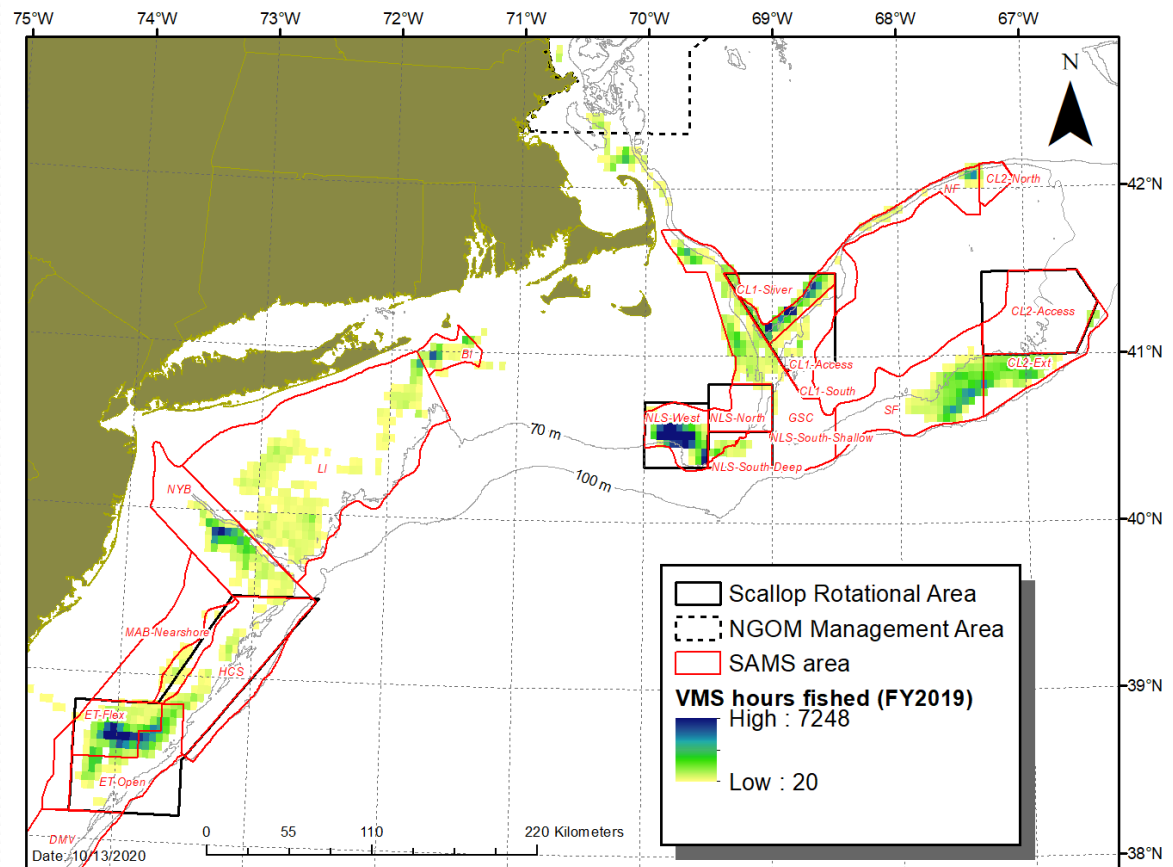 75°W 74°W 73°W 72°W 71°W 70°W 69°W 68°W 67°W
N
42°N
NF
CL2-North
CL1-Sliver
CL2-Access
41°N
BI
CL1-Access
CL2-Ext
CL1-South
NLS-West
NLS-North
GSC
SF
70 m
NLS-South-Shallow
LI
NLS-South-Deep
100 m
NYB
40°N
Scallop Rotational Area
NGOM Management Area
MAB-Nearshore
SAMS area
HCS
39°N
VMS hours fished (FY2019)
ET-Flex
High : 7248
ET-Open
Low : 20
0 55 110 220 Kilometers
DMV
Date: 10/13/2020
38°N